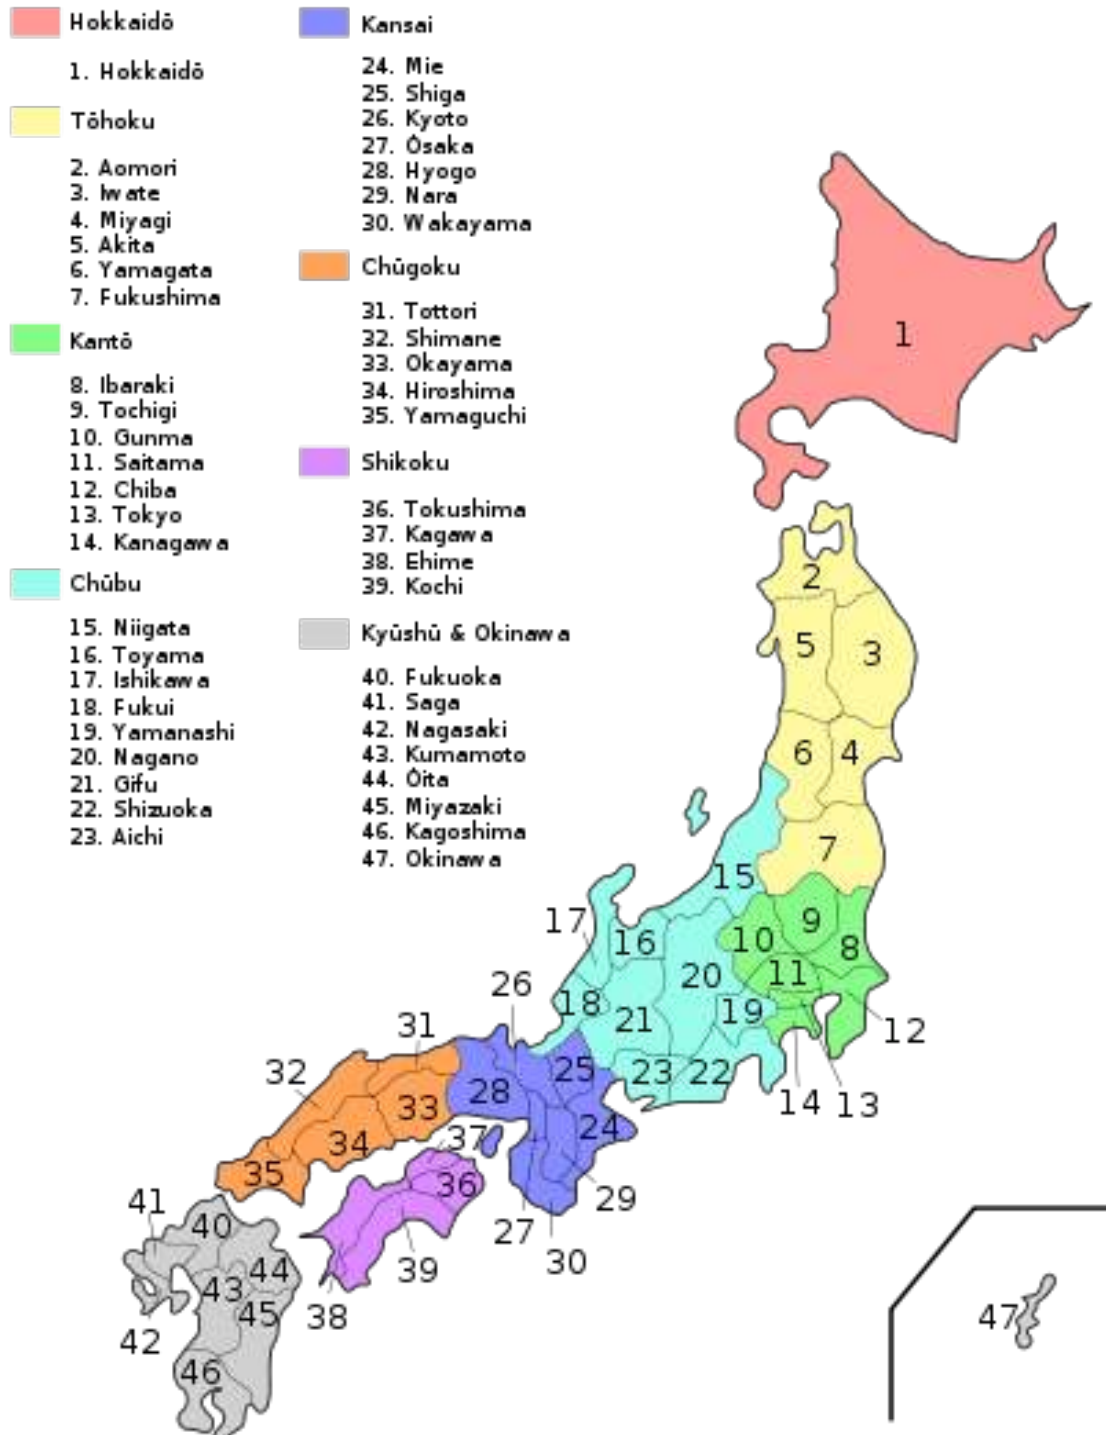 Hokkaidō
1. Hokkaidō
Tōhoku
2. Aomori
3. Iwate
4. Miyagi
5. Akita
6. Yamagata
7. Fukushima
Kantō
8. Ibaraki
9. Tochigi
10. Gunma
11. Saitama
12. Chiba
13. Tokyo
14. Kanagawa
Chūbu
15. Niigata
16. Toyama
17. Ishikawa
18. Fukui
19. Yamanashi
20. Nagano
21. Gifu
22. Shizuoka
23. Aichi
Kansai
24. Mie
25. Shiga
26. Kyoto
27. Ōsaka
28. Hyogo
29. Nara
30. Wakayama
Chūgoku
31. Tottori
32. Shimane
33. Okayama
34. Hiroshima
35. Yamaguchi
Shikoku
36. Tokushima
37. Kagawa
38. Ehime
39. Kochi
Kyūshū & Okinawa
40. Fukuoka
41. Saga
42. Nagasaki
43. Kumamoto
44. Ōita
45. Miyazaki
46. Kagoshima
47. Okinawa
1
2
5
3
6
4
7
15
17
16
10
9
8
11
20
26
18
21
19
12
31
32
28
25
23
22
14
13
33
34
37
24
35
36
29
41
40
27
30
39
44
43
45
38
42
46
47